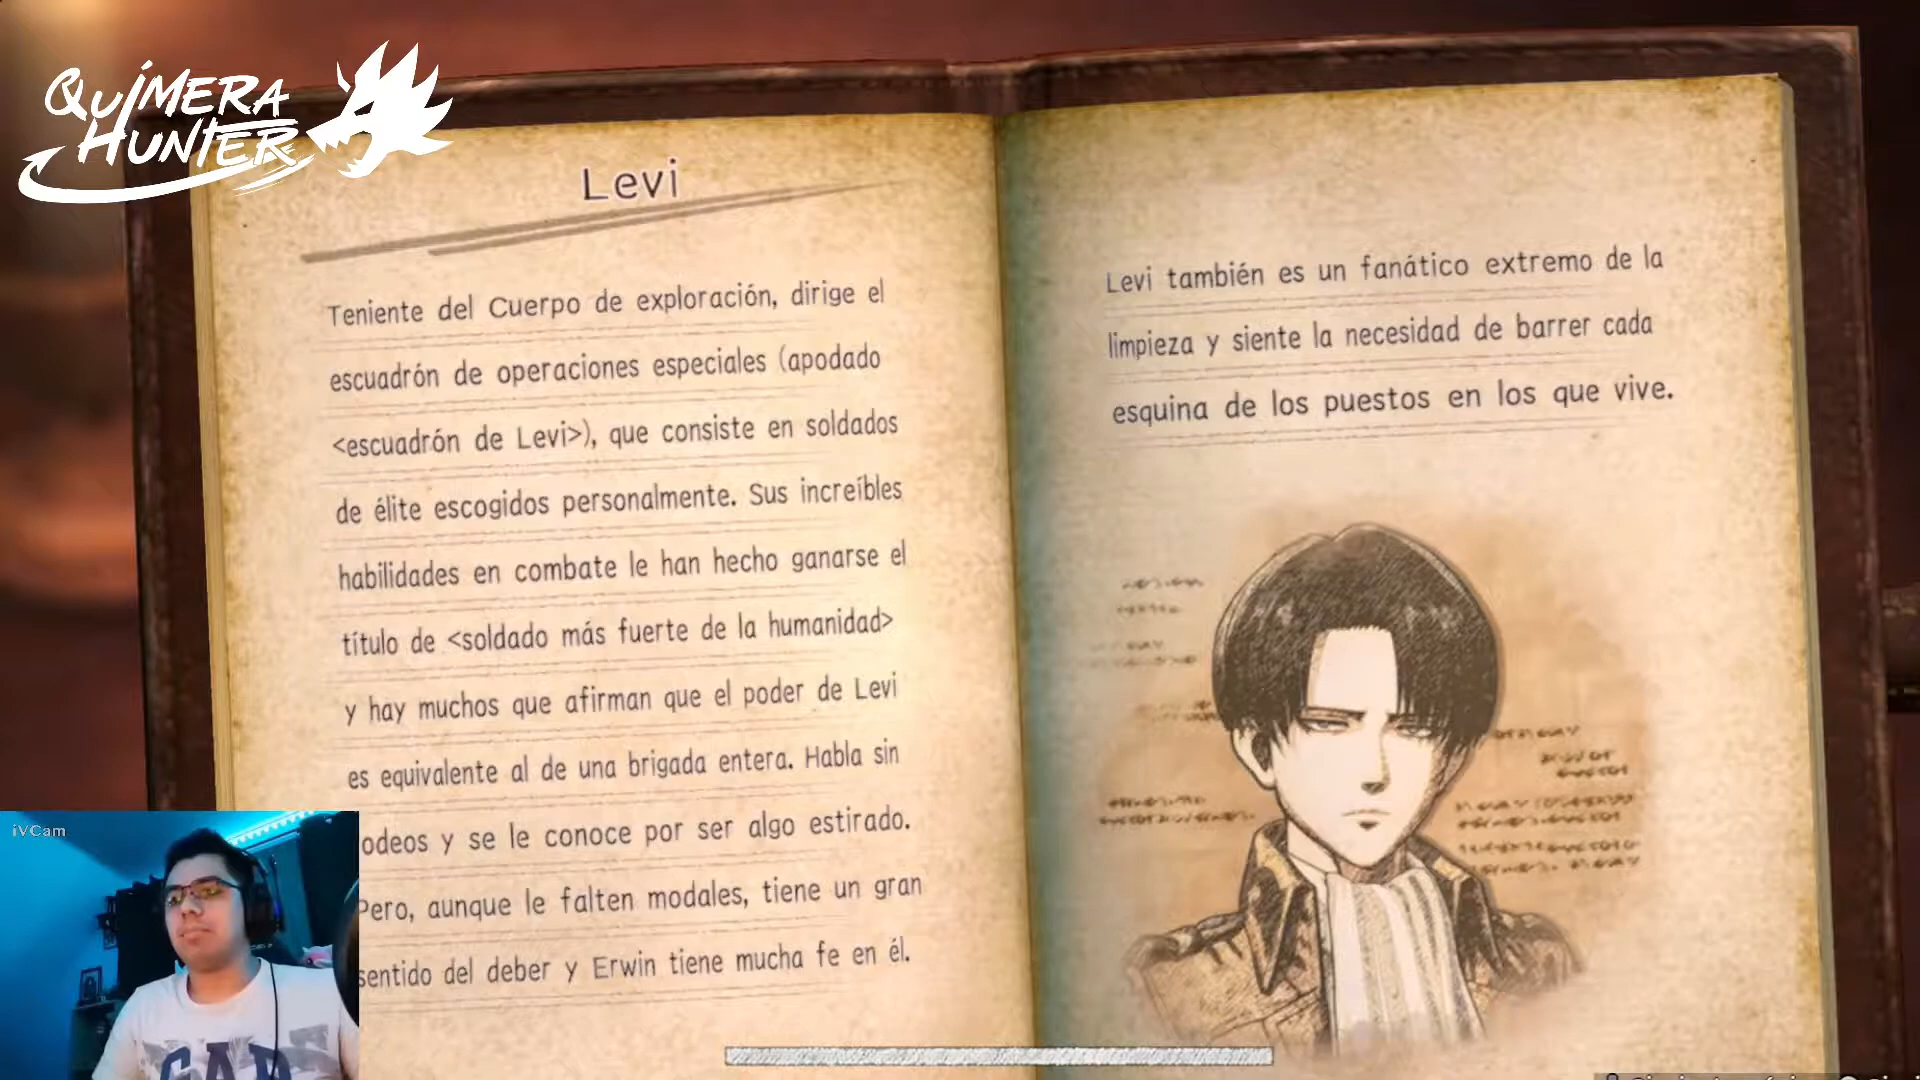 QUIMERA
HUNTER
Levi
Teniente del Cuerpo de exploración, dirige el
escuadrón de operaciones especiales (apodado
<escuadrón de Levi>), que consiste en soldados
de élite escogidos personalmente. Sus increíbles
habilidades en combate le han hecho ganarse el
título de <soldado más fuerte de la humanidad>
y hay muchos que afirman que el poder de Levi
es equivalente al de una brigada entera. Habla sin
odeos y se le conoce por ser algo estirado.
Pero, aunque le falten modales, tiene un gran
sentido del deber y Erwin tiene mucha fe en él.
Levi también es un fanático extremo de la
limpieza y siente la necesidad de barrer cada
esquina de los puestos en los que vive.
iVCam
GAP